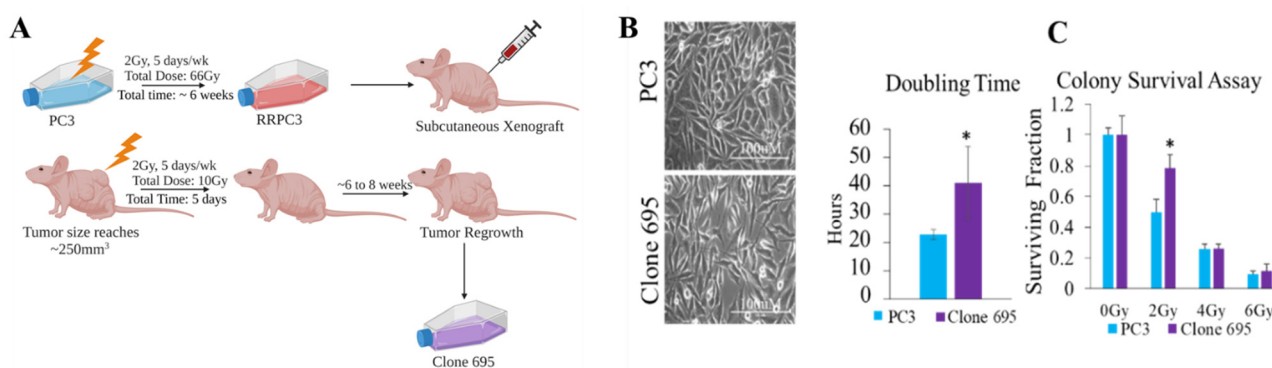 A
2Gy, 5 days/wk
Total Dose: 66Gy
Total time: ~ 6 weeks
PC3
RRPC3
Subcutaneous Xenograft
2Gy, 5 days/wk
Total Dose: 10Gy
Total Time: 5 days
~6 to 8 weeks
Tumor size reaches
~250mm³
Tumor Regrowth
Clone 695
B
PC3
100µM
Clone 695
100µM
Doubling Time
Hours
60
50
40
30
20
10
0
*
PC3
Clone 695
C
Colony Survival Assay
Surviving Fraction
1.2
1
0.8
0.6
0.4
0.2
0
*
0Gy 2Gy 4Gy 6Gy
PC3 Clone 695